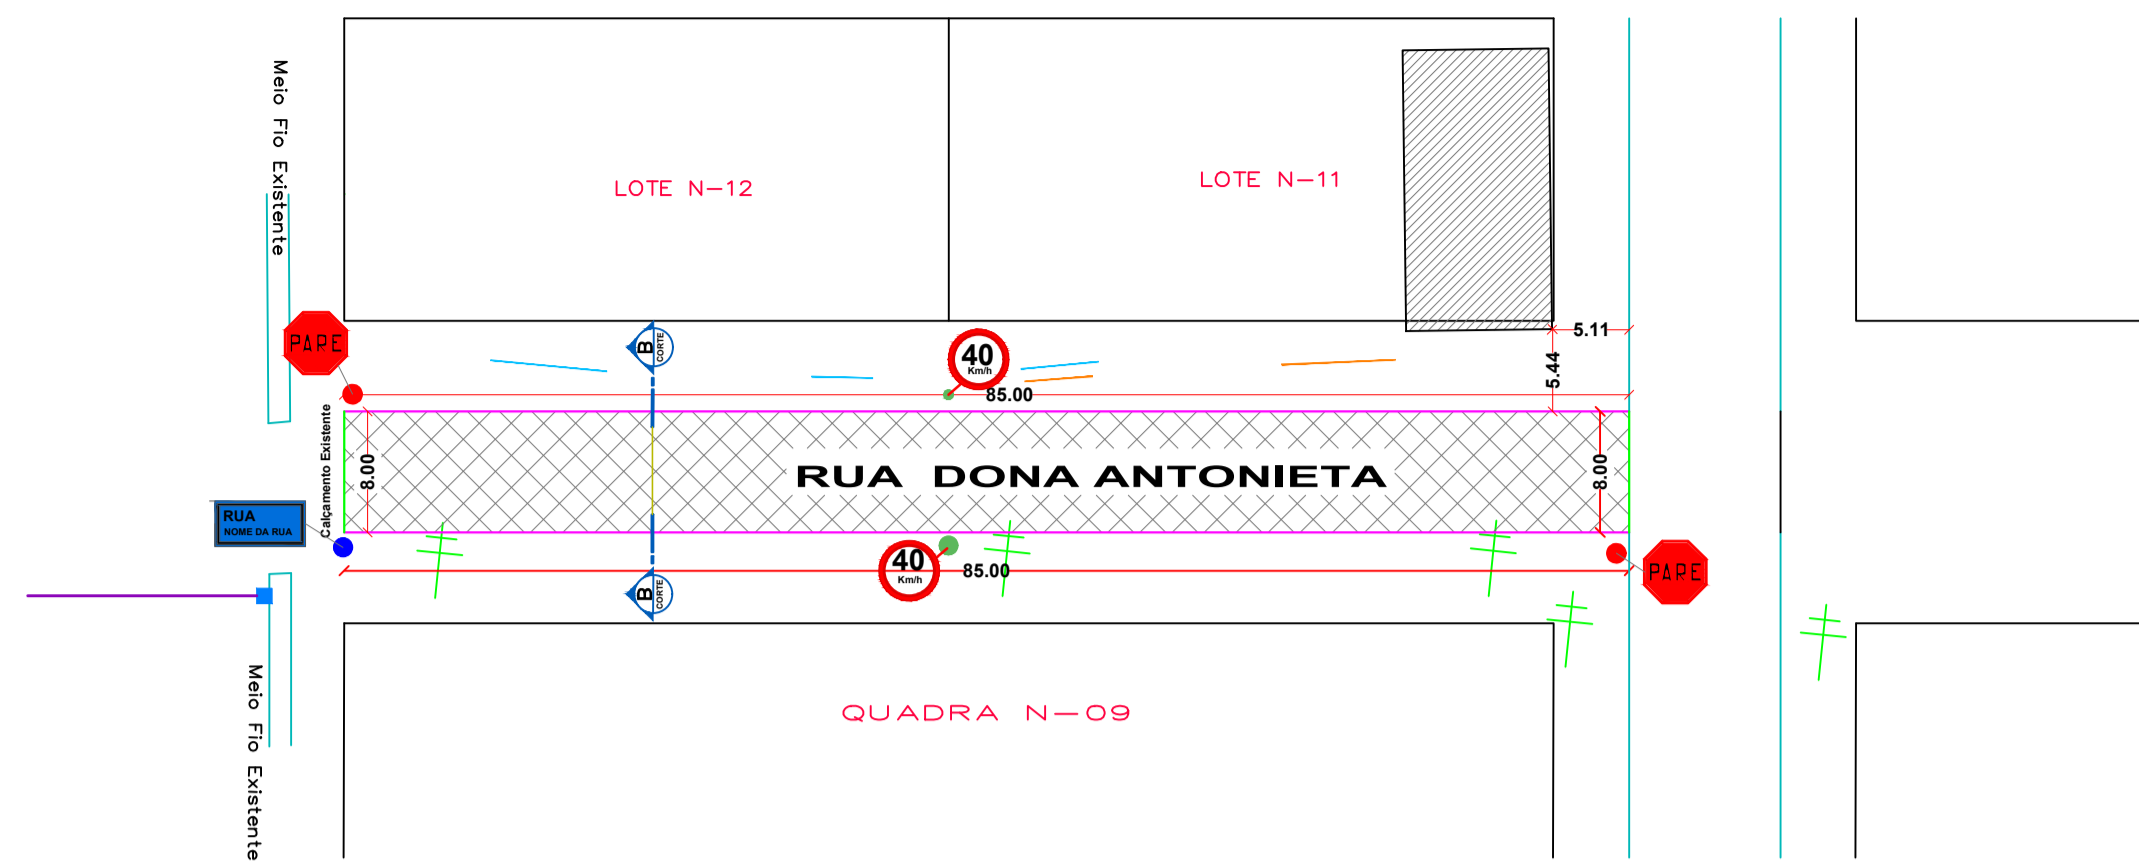 Meio Fio Existente
LOTE N-12
LOTE N-11
PARE
B
CORTE
40
Km/h
5.11
5.44
85.00
Calçamento Existente
8.00
RUA DONA ANTONIETA
8.00
RUA
NOME DA RUA
40
Km/h
85.00
PARE
B
CORTE
Meio Fio Existente
QUADRA N-09